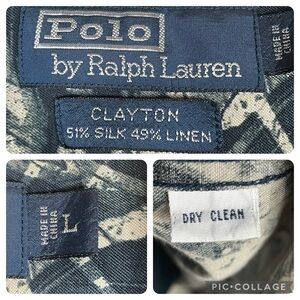 Polo
by Ralph Lauren
MADE IN
CHINA
CLAYTON
51% SILK 49% LINEN
MADE IN
CHINA
L
DRY CLEAN
PIC•COLLAGE